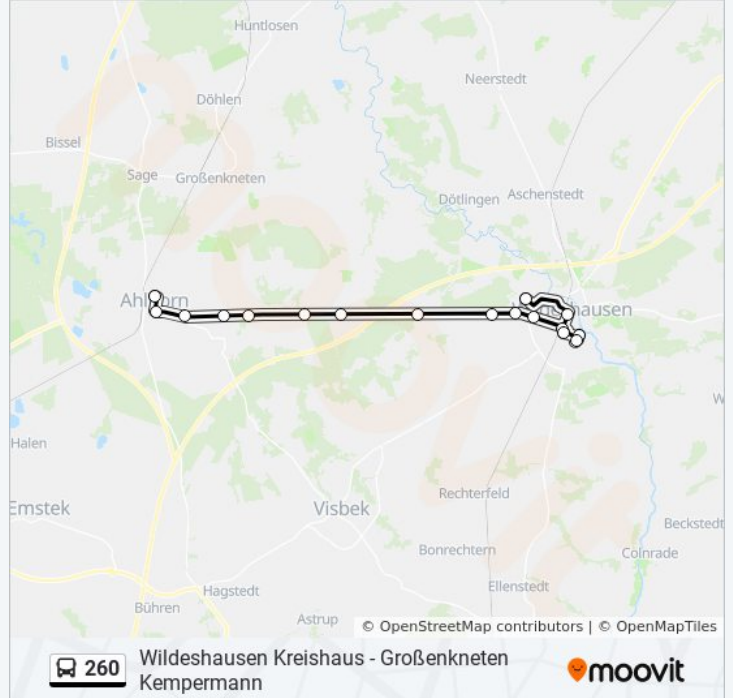 Huntlosen
Neerstedt
Döhlen
Bissel
Sage
Großenkneten
Dötlingen
Aschenstedt
Ahlhorn
Wildeshausen
W
Halen
Emstek
Visbek
Rechterfeld
Beckstedt
Bonrechtern
Colnrade
Ellenstedt
Hagstedt
Bühren
Astrup
© OpenStreetMap contributors | © OpenMapTiles
260
Wildeshausen Kreishaus - Großenkneten
Kempermann
moovit